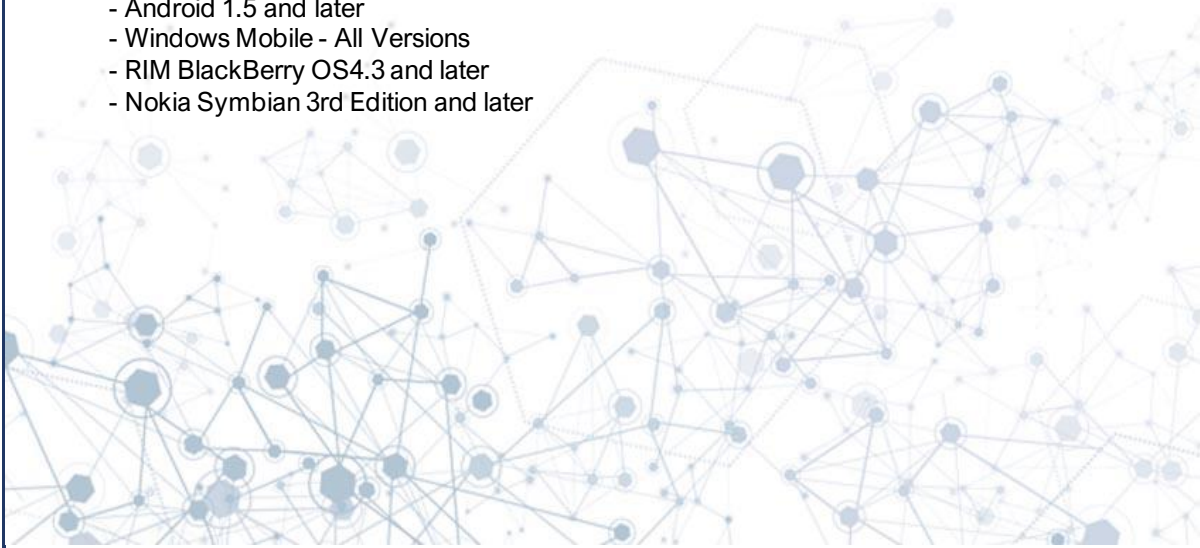 - Android 1.5 and later
- Windows Mobile - All Versions
- RIM BlackBerry OS4.3 and later
- Nokia Symbian 3rd Edition and later